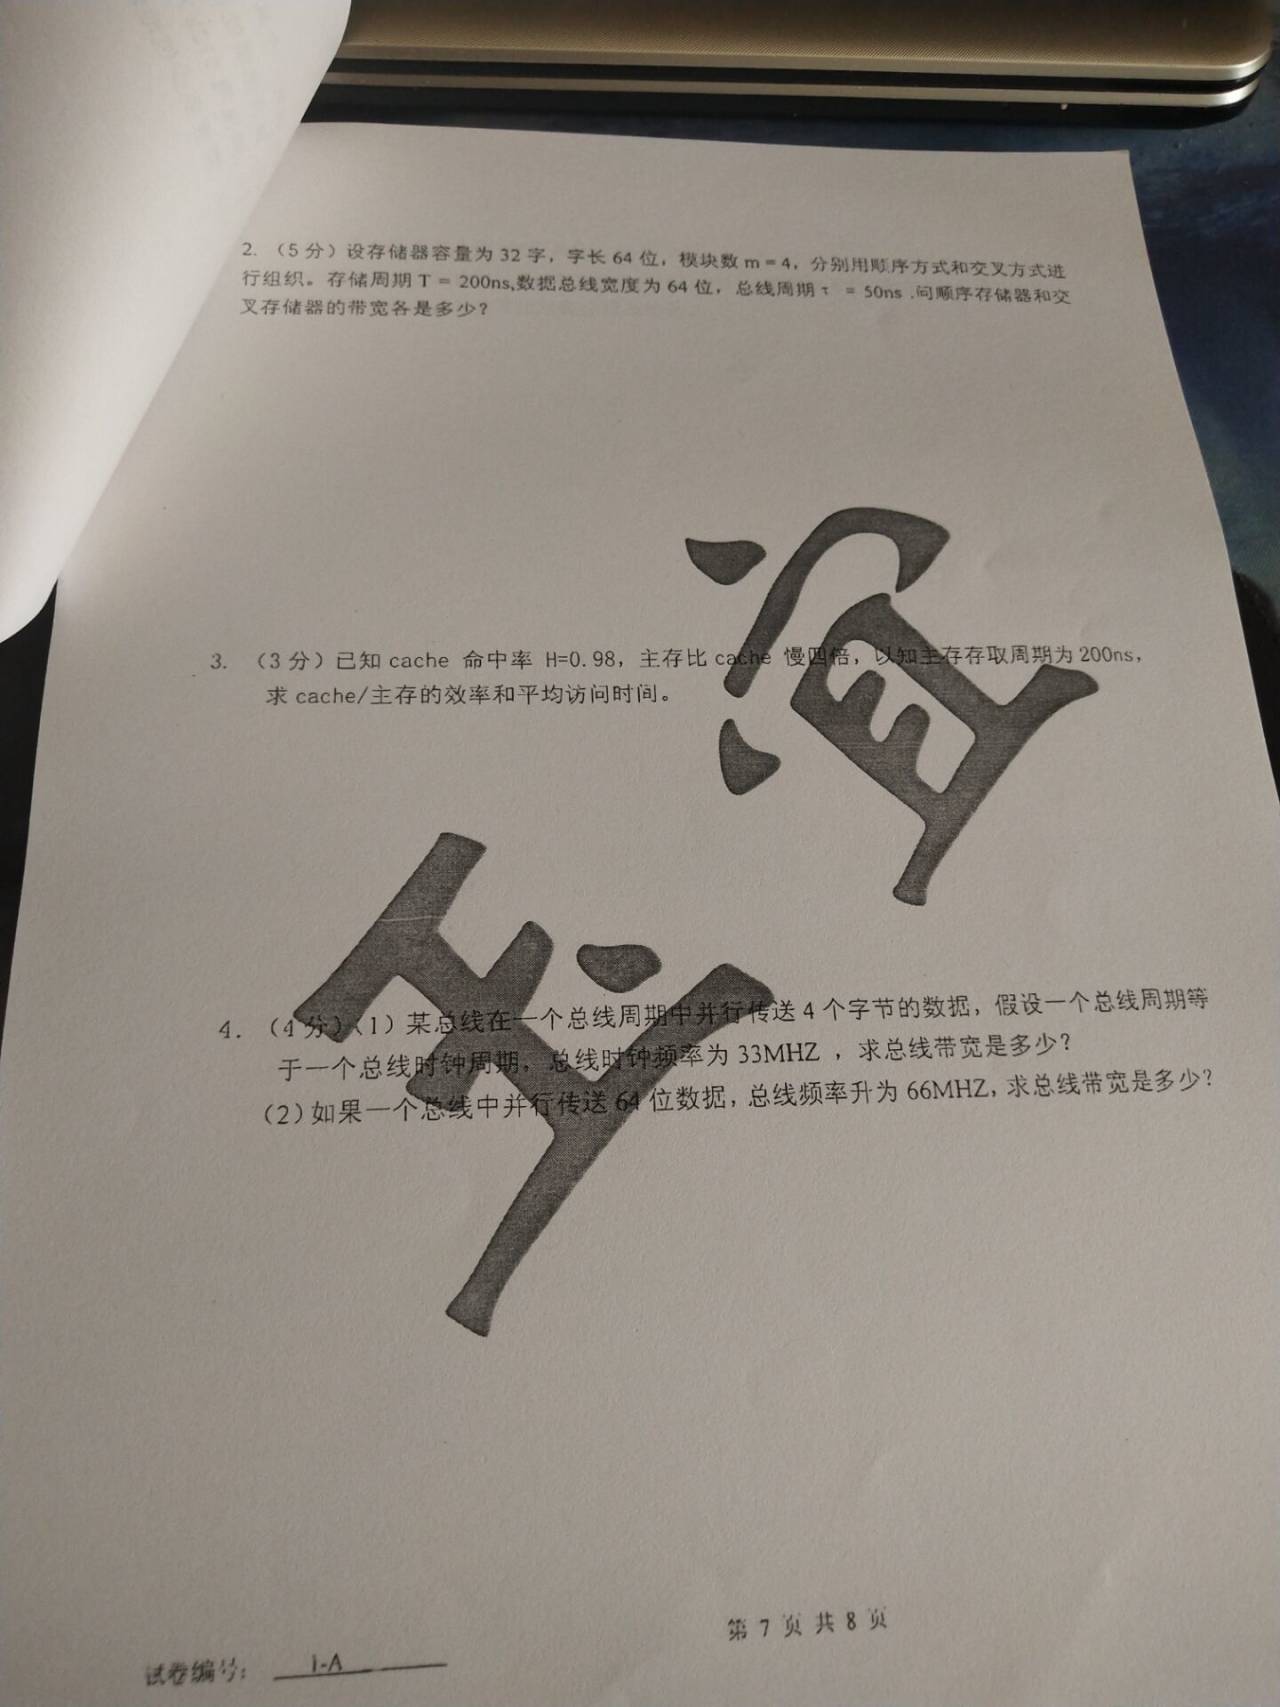 2. （5分）设存储器容量为32字，字长64位，模块数m=4，分别用顺序方式和交叉方式进
行组织。存储周期T = 200ns,数据总线宽度为64位，总线周期τ = 50ns .问顺序存储器和交
叉存储器的带宽各是多少?
3. （3分）已知cache 命中率 H=0.98，主存比cache 慢四倍，以知主存存取周期为200ns，
求cache/主存的效率和平均访问时间。
4. （4分）（1）某总线在一个总线周期中并行传送4个字节的数据，假设一个总线周期等
于一个总线时钟周期，总线时钟频率为33MHZ ，求总线带宽是多少?
（2）如果一个总线中并行传送64位数据，总线频率升为66MHZ，求总线带宽是多少?
第 7 页 共 8 页
试卷编号： 1-A